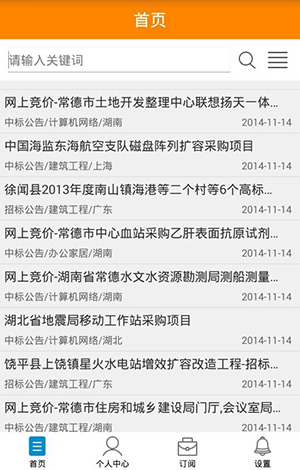 首页
请输入关键词
网上竞价-常德市土地开发整理中心联想扬天一体...
中标公告/计算机网络/湖南 2014-11-14
中国海监东海航空支队磁盘阵列扩容采购项目
中标公告/建筑工程/上海 2014-11-14
徐闻县2013年度南山镇海港等二个村等6个高标...
招标公告/建筑工程/广东 2014-11-14
网上竞价-常德市中心血站采购乙肝表面抗原试剂...
中标公告/办公家居/湖南 2014-11-14
网上竞价-湖南省常德水文水资源勘测局测船测量...
中标公告/计算机网络/湖南 2014-11-14
湖北省地震局移动工作站采购项目
中标公告/计算机网络/湖北 2014-11-14
饶平县上饶镇星火水电站增效扩容改造工程-招标...
招标公告/建筑工程/广东 2014-11-14
网上竞价-常德市住房和城乡建设局门厅,会议室局...
首页 个人中心 订阅 设置